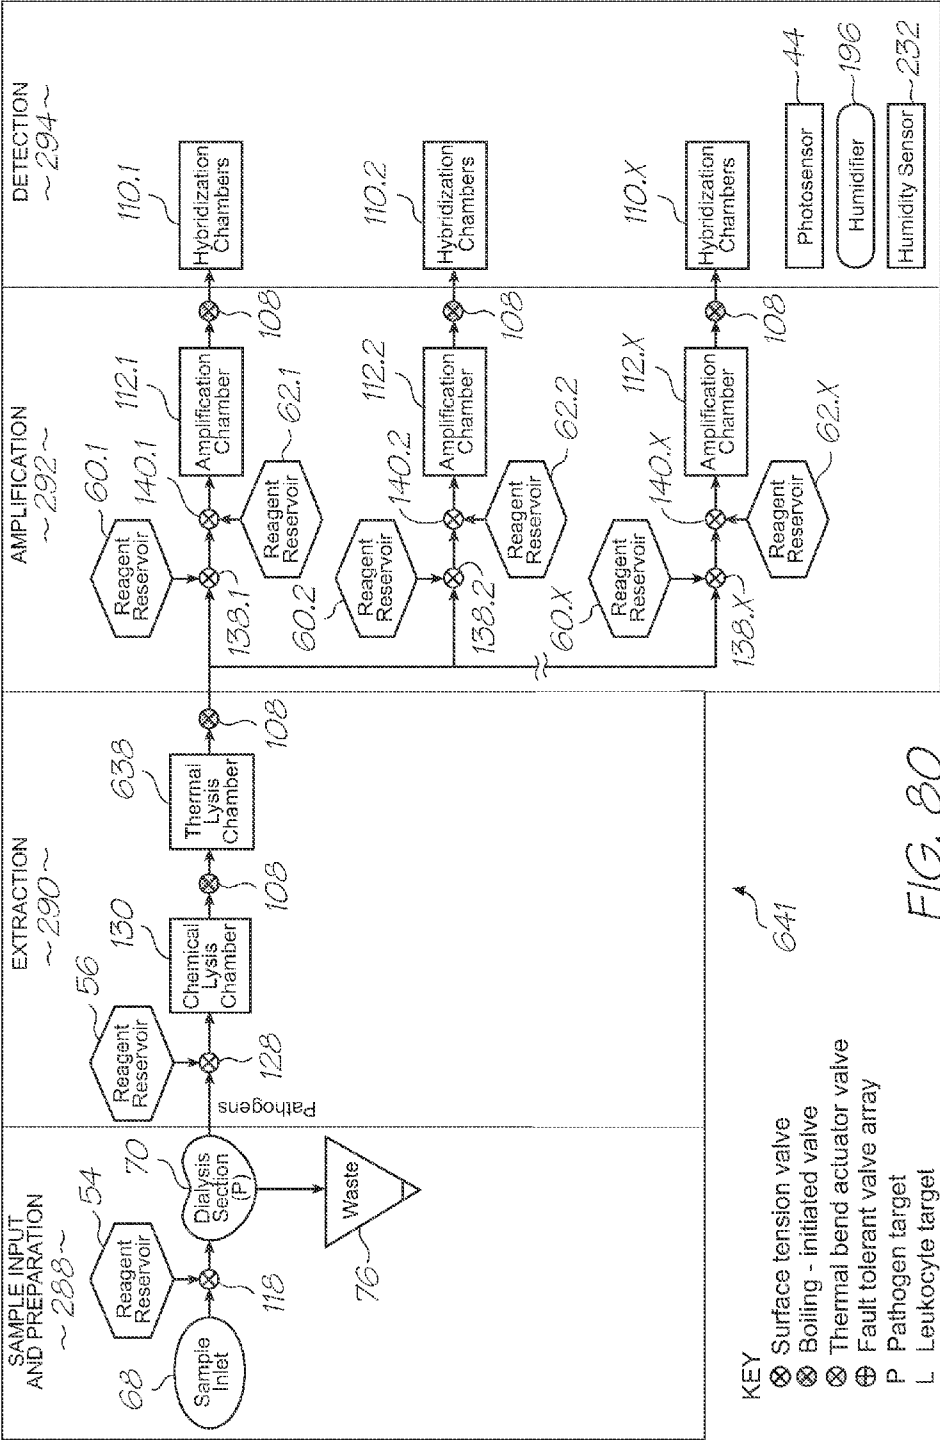 SAMPLE INPUT
AND PREPARATION
~288~
EXTRACTION
~290~
AMPLIFICATION
~292~
DETECTION
~294~
68
Sample
Inlet
54
Reagent
Reservoir
118
70
Dialysis
Section
(P)
Waste
76
Pathogens
56
Reagent
Reservoir
128
130
Chemical
Lysis
Chamber
108
638
Thermal
Lysis
Chamber
108
60.1
Reagent
Reservoir
138.1
140.1
Reagent
Reservoir
62.1
112.1
Amplification
Chamber
108
110.1
Hybridization
Chambers
60.2
Reagent
Reservoir
138.2
140.2
Reagent
Reservoir
62.2
112.2
Amplification
Chamber
108
110.2
Hybridization
Chambers
60.X
Reagent
Reservoir
138.X
140.X
Reagent
Reservoir
62.X
112.X
Amplification
Chamber
108
110.X
Hybridization
Chambers
KEY
Surface tension valve
Boiling - initiated valve
Thermal bend actuator valve
Fault tolerant valve array
P Pathogen target
L Leukocyte target
641
Photosensor
44
Humidifier
196
Humidity Sensor
232
FIG. 80